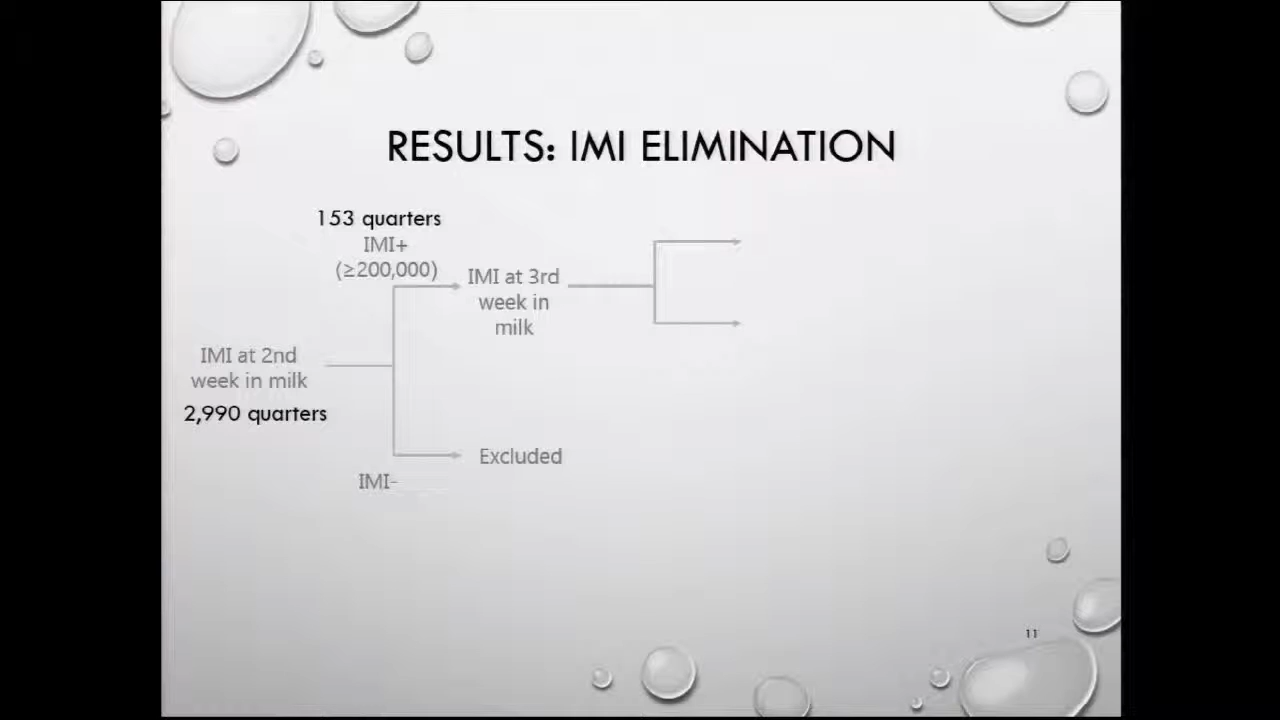 RESULTS: IMI ELIMINATION
153 quarters
IMI+
(≥200,000)
IMI at 3rd
week in
milk
IMI at 2nd
week in milk
2,990 quarters
Excluded
IMI-
11